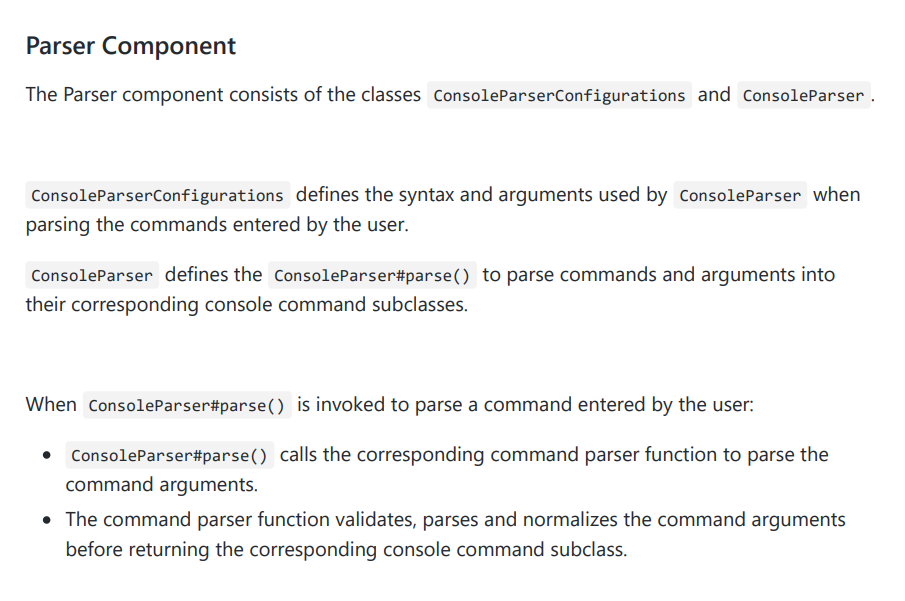 Parser Component
The Parser component consists of the classes ConsoleParserConfigurations and ConsoleParser.
ConsoleParserConfigurations defines the syntax and arguments used by ConsoleParser when
parsing the commands entered by the user.
ConsoleParser defines the ConsoleParser#parse() to parse commands and arguments into
their corresponding console command subclasses.
When ConsoleParser#parse() is invoked to parse a command entered by the user:
• ConsoleParser#parse() calls the corresponding command parser function to parse the
command arguments.
• The command parser function validates, parses and normalizes the command arguments
before returning the corresponding console command subclass.